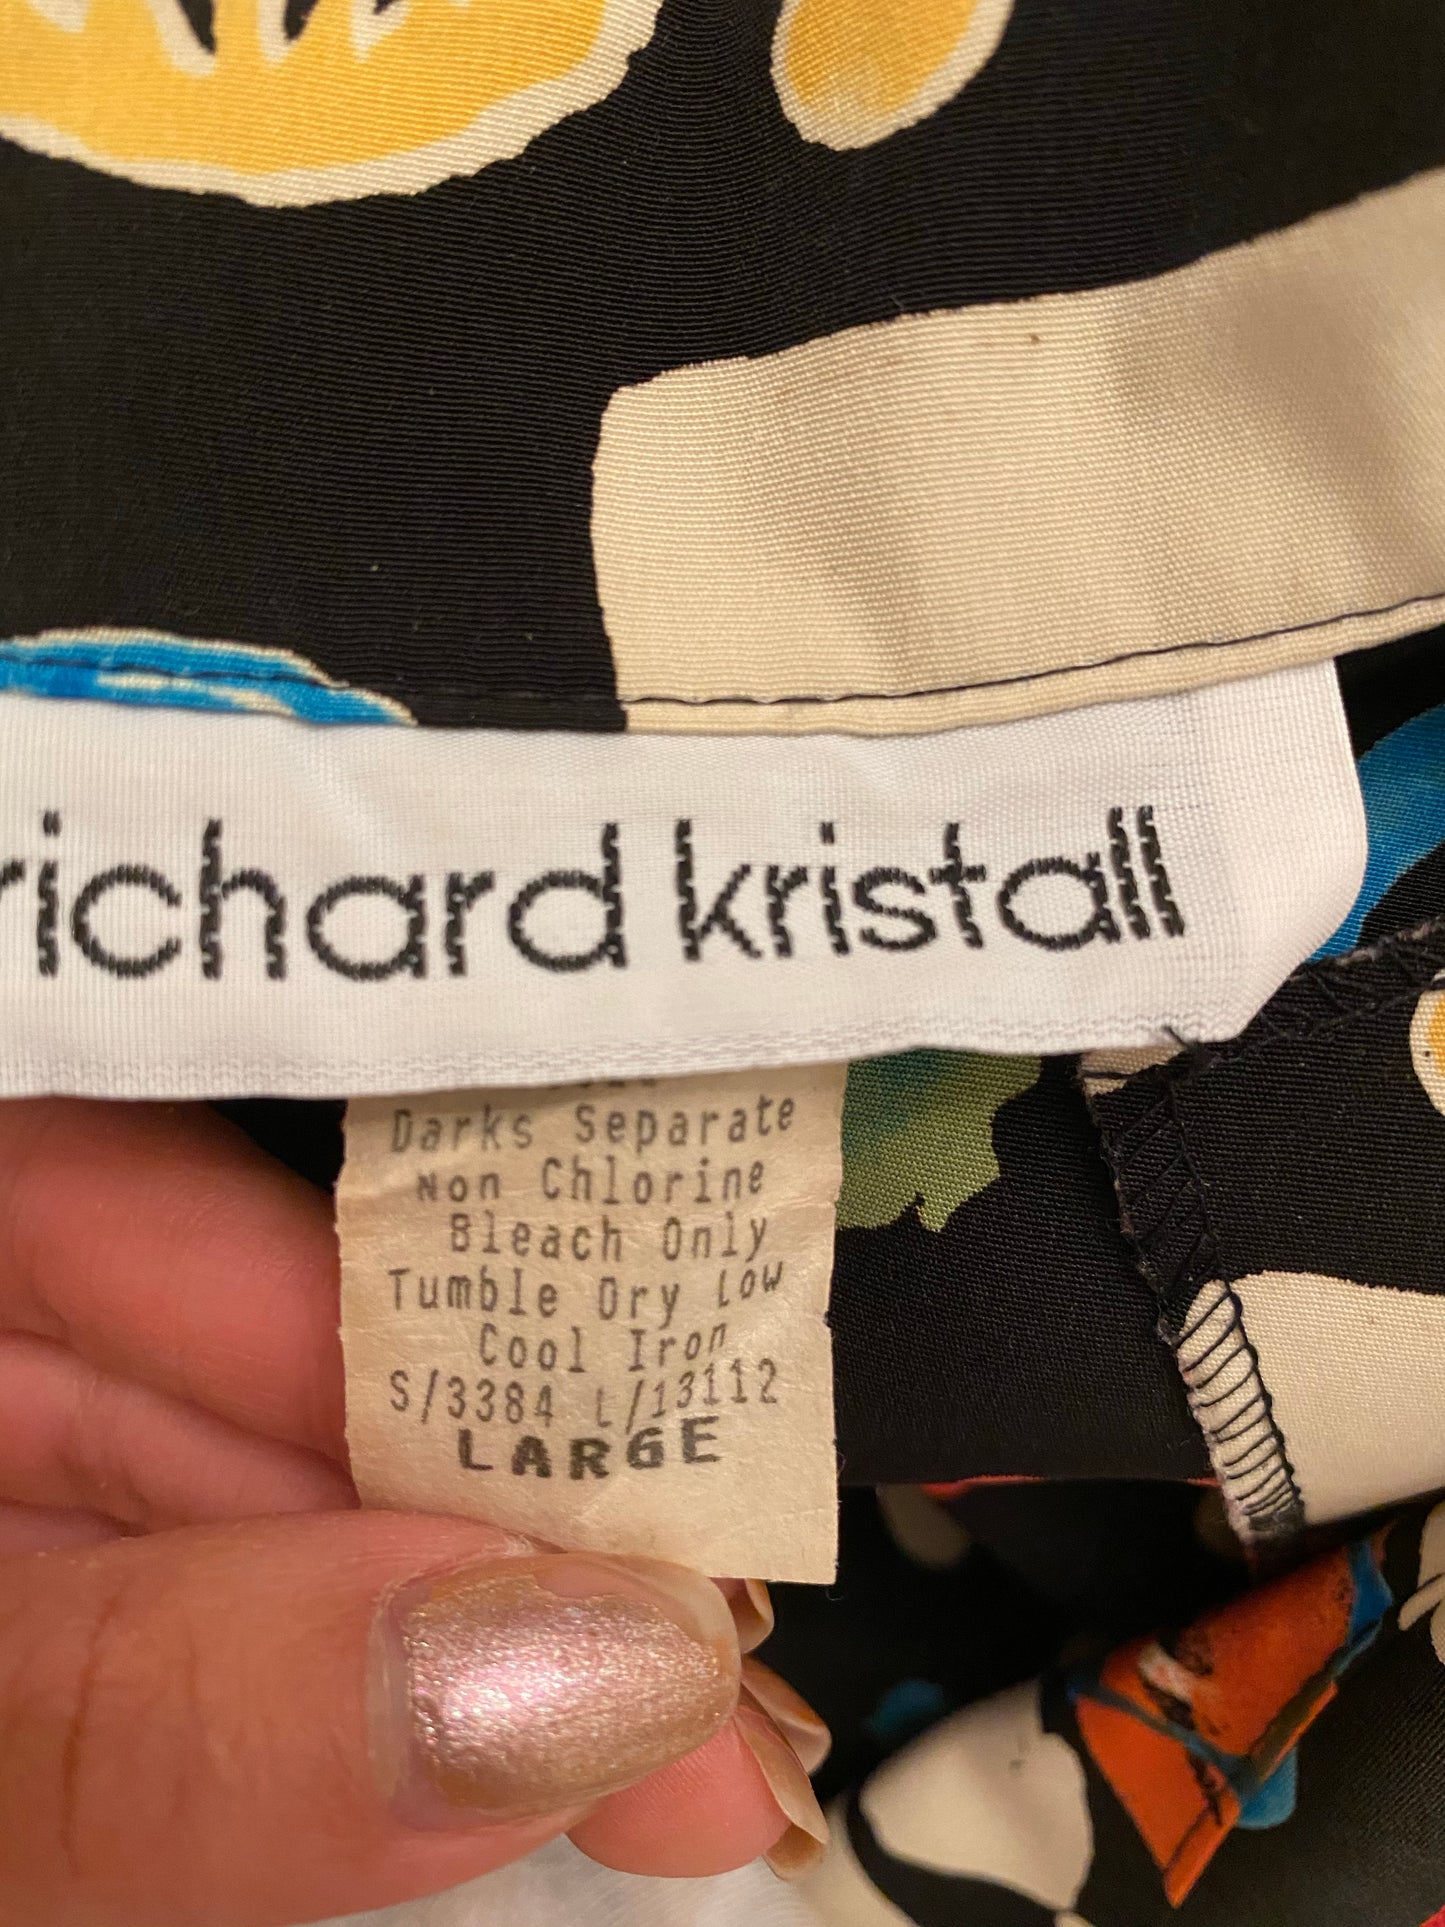 richard kristall
Darks Separate
Non Chlorine
Bleach Only
Tumble Dry Low
Cool Iron
S/3384 L/13112
LARGE